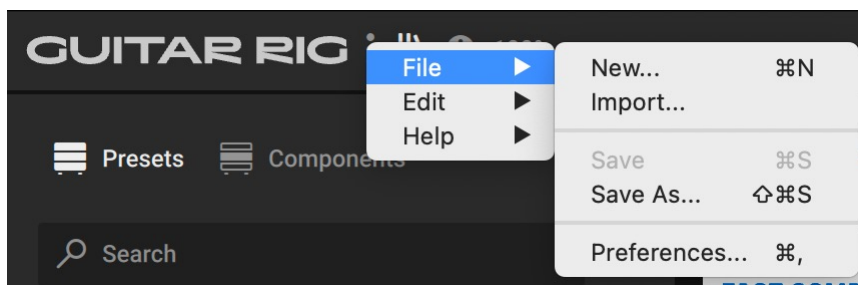 GUITAR RIG
File ▶
Edit ▶
Help ▶
New... ⌘N
Import...
Save ⌘S
Save As... ⇧⌘S
Preferences... ⌘,
Presets Components
Search